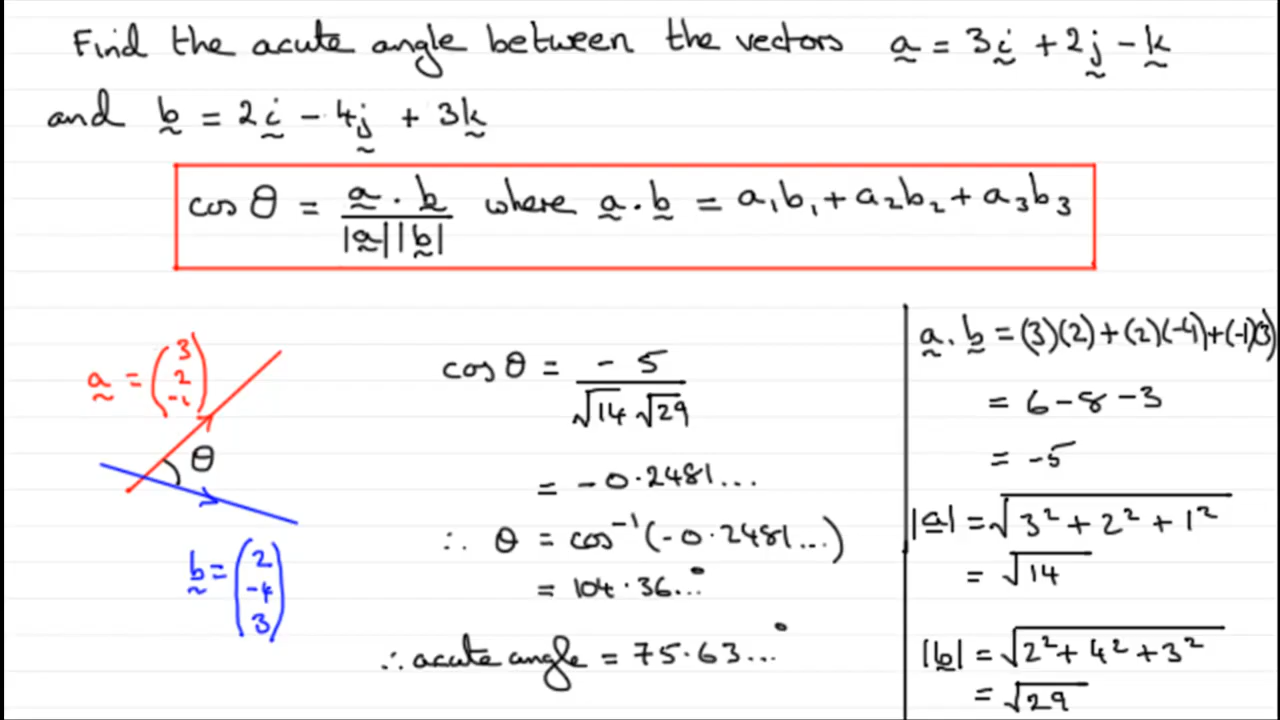 Find the acute angle between the vectors a = 3i + 2j - k
and b = 2i - 4j + 3k
cos θ = a . b / |a||b| where a . b = a₁b₁ + a₂b₂ + a₃b₃
a = (3 2 -1)
θ
b = (2 -4 3)
cos θ = - 5 / √14 √29
= - 0.2481...
∴ θ = cos⁻¹(-0.2481...)
= 104.36...°
∴ acute angle = 75.63...°
a . b = (3)(2) + (2)(-4) + (-1)(3)
= 6 - 8 - 3
= -5
|a| = √3² + 2² + 1²
= √14
|b| = √2² + 4² + 3²
= √29